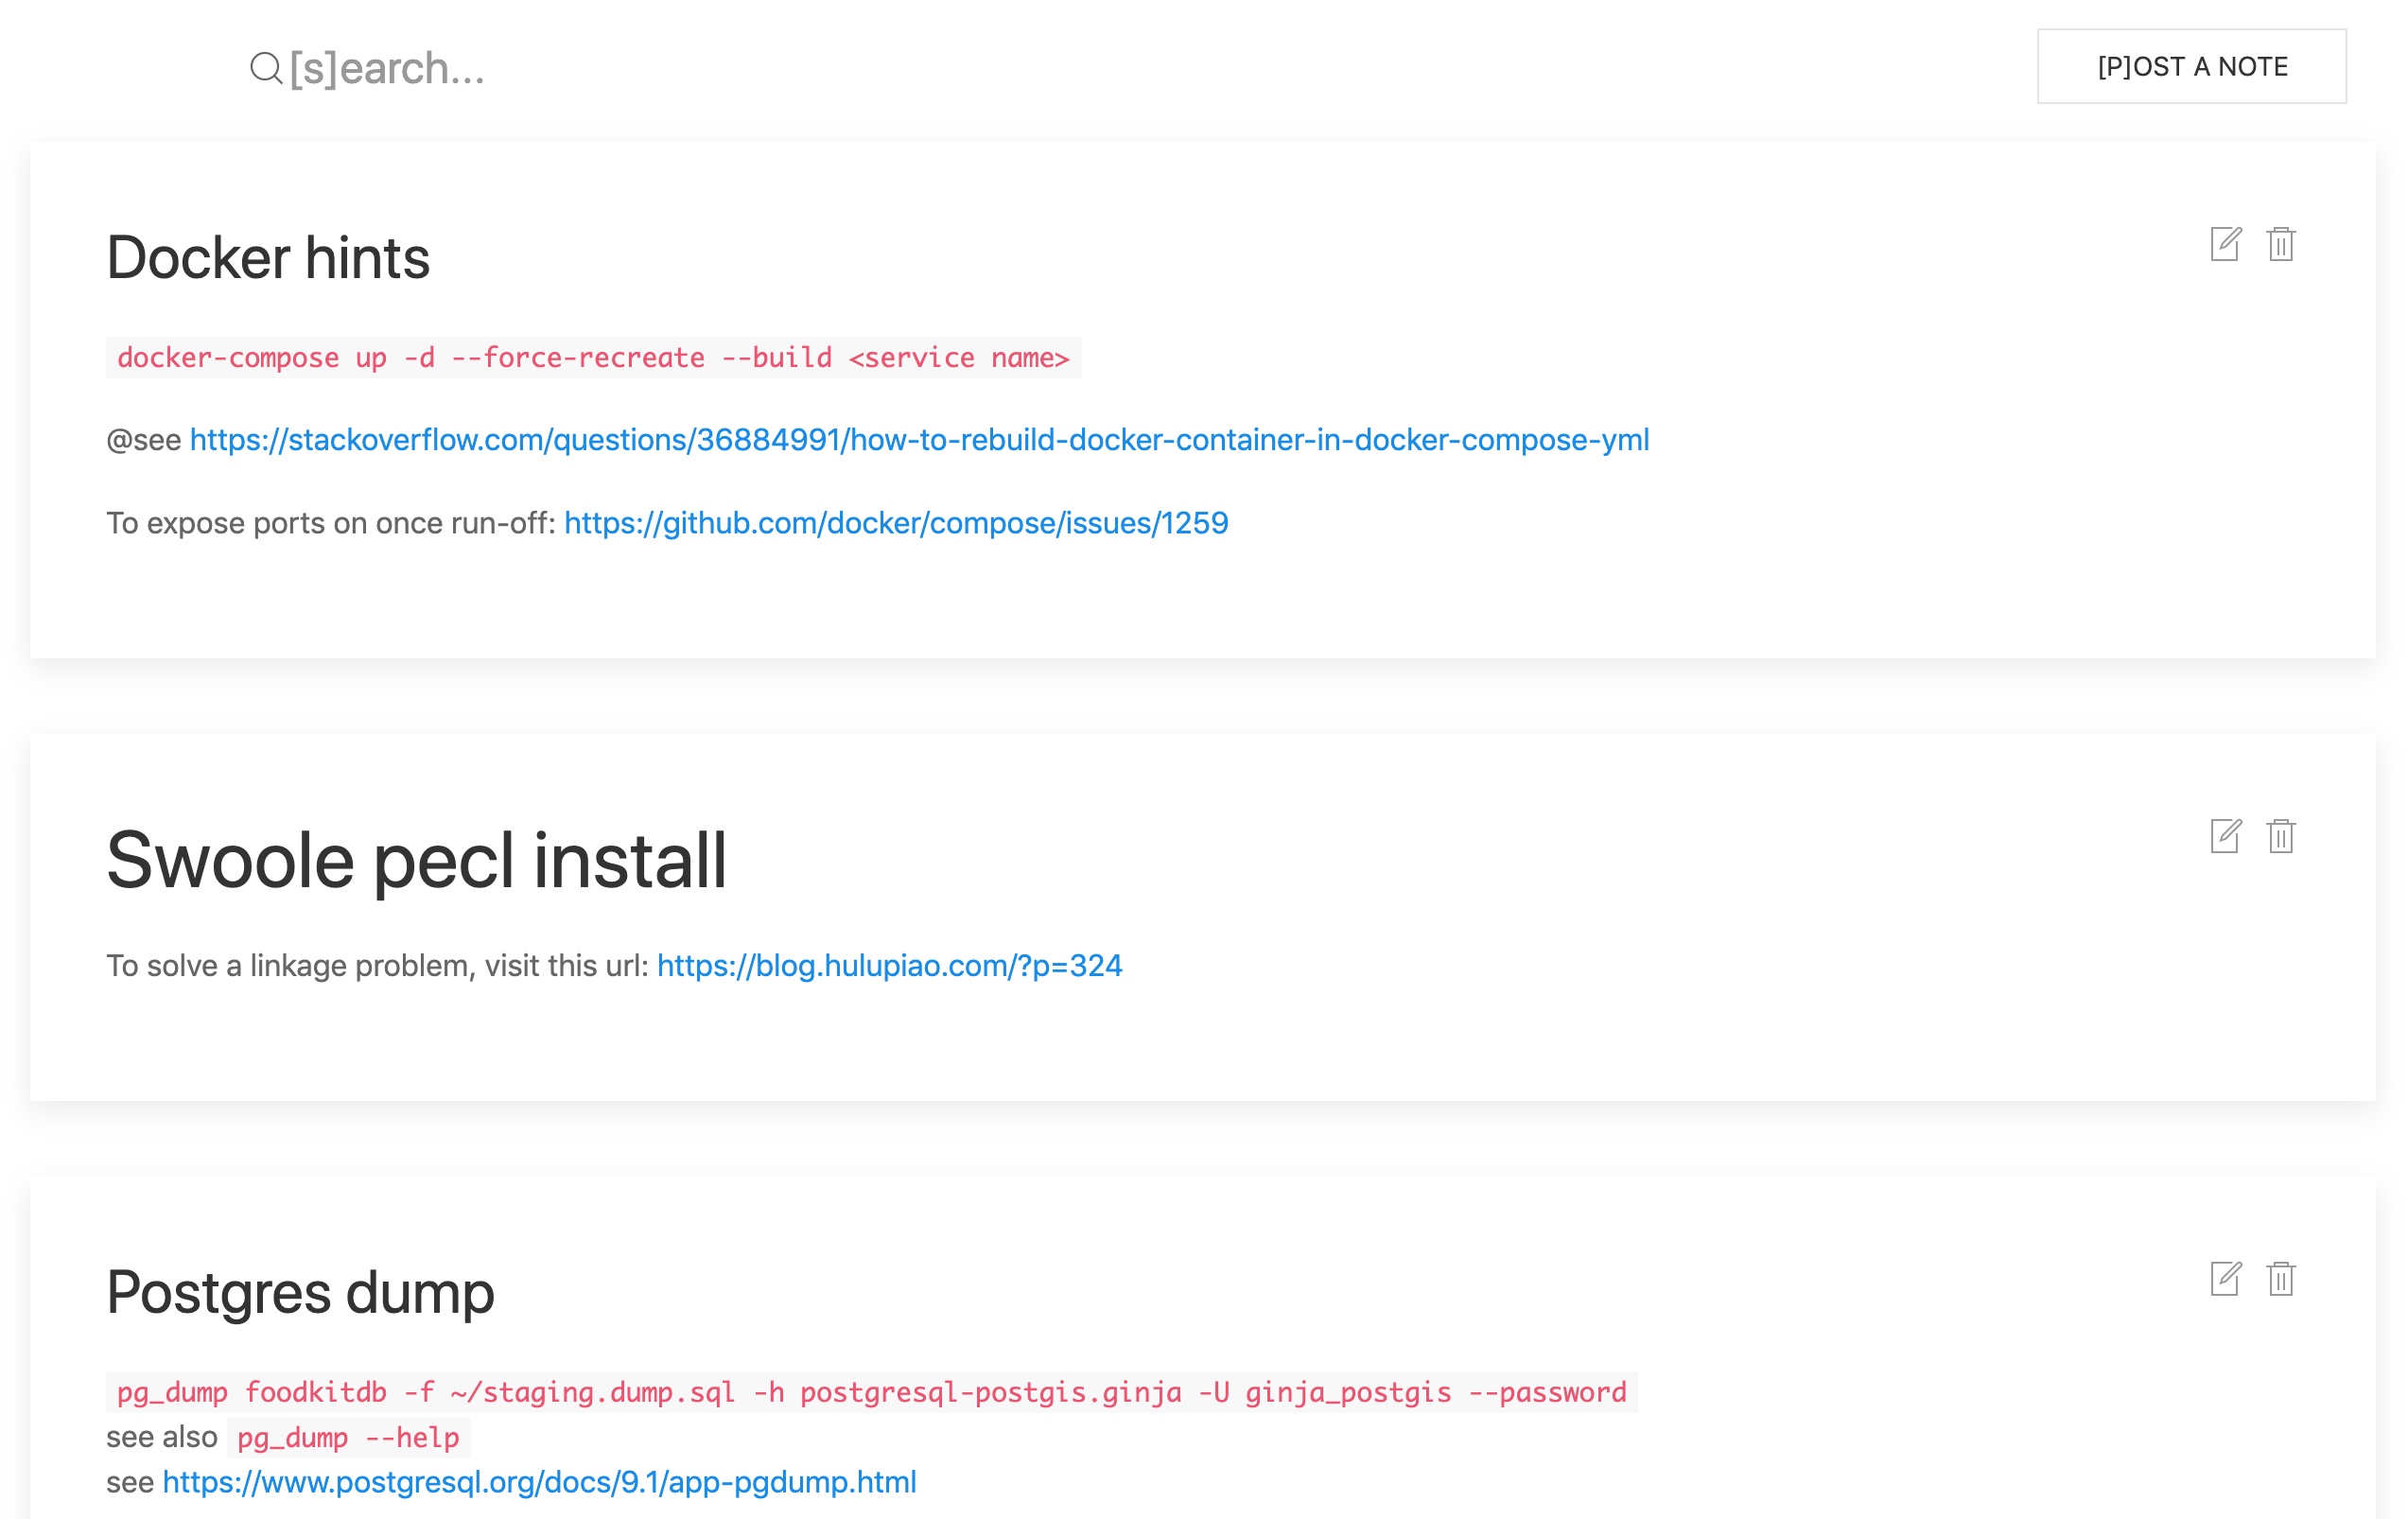 [s]earch...
[P]OST A NOTE
Docker hints
docker-compose up -d --force-recreate --build <service name>
@see https://stackoverflow.com/questions/36884991/how-to-rebuild-docker-container-in-docker-compose-yml
To expose ports on once run-off: https://github.com/docker/compose/issues/1259
Swoole pecl install
To solve a linkage problem, visit this url: https://blog.hulupiao.com/?p=324
Postgres dump
pg_dump foodkitdb -f ~/staging.dump.sql -h postgresql-postgis.ginja -U ginja_postgis --password
see also pg_dump --help
see https://www.postgresql.org/docs/9.1/app-pgdump.html